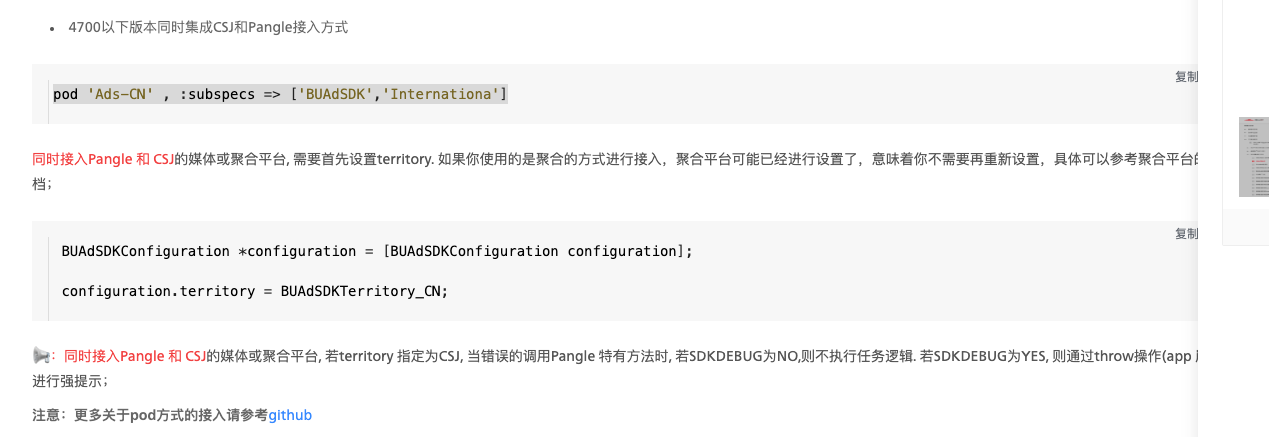 4700以下版本同时集成CSJ和Pangle接入方式
复制
pod 'Ads-CN' , :subspecs => ['BUAdSDK','Internationa']
同时接入Pangle 和 CSJ的媒体或聚合平台, 需要首先设置territory. 如果你使用的是聚合的方式进行接入，聚合平台可能已经进行设置了，意味着你不需要再重新设置，具体可以参考聚合平台的
档；
复制
BUAdSDKConfiguration *configuration = [BUAdSDKConfiguration configuration];
configuration.territory = BUAdSDKTerritory_CN;
：同时接入Pangle 和 CSJ的媒体或聚合平台, 若territory 指定为CSJ, 当错误的调用Pangle 特有方法时, 若SDKDEBUG为NO,则不执行任务逻辑. 若SDKDEBUG为YES, 则通过throw操作(app
进行强提示；
注意：更多关于pod方式的接入请参考github